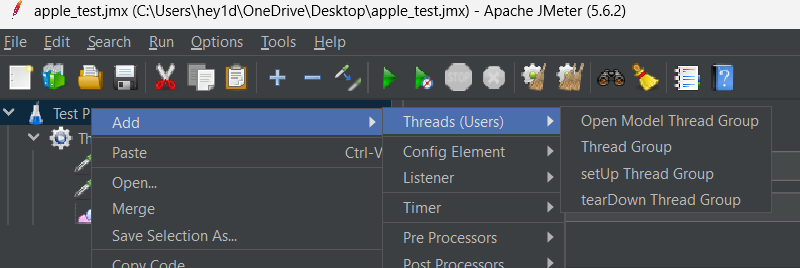 apple_test.jmx (C:\Users\hey1d\OneDrive\Desktop\apple_test.jmx) - Apache JMeter (5.6.2)
File Edit Search Run Options Tools Help
STOP
Test P
Th
Add
Paste Ctrl-V
Open...
Merge
Save Selection As...
Copy Code
Threads (Users)
Config Element
Listener
Timer
Pre Processors
Post Processors
Open Model Thread Group
Thread Group
setUp Thread Group
tearDown Thread Group